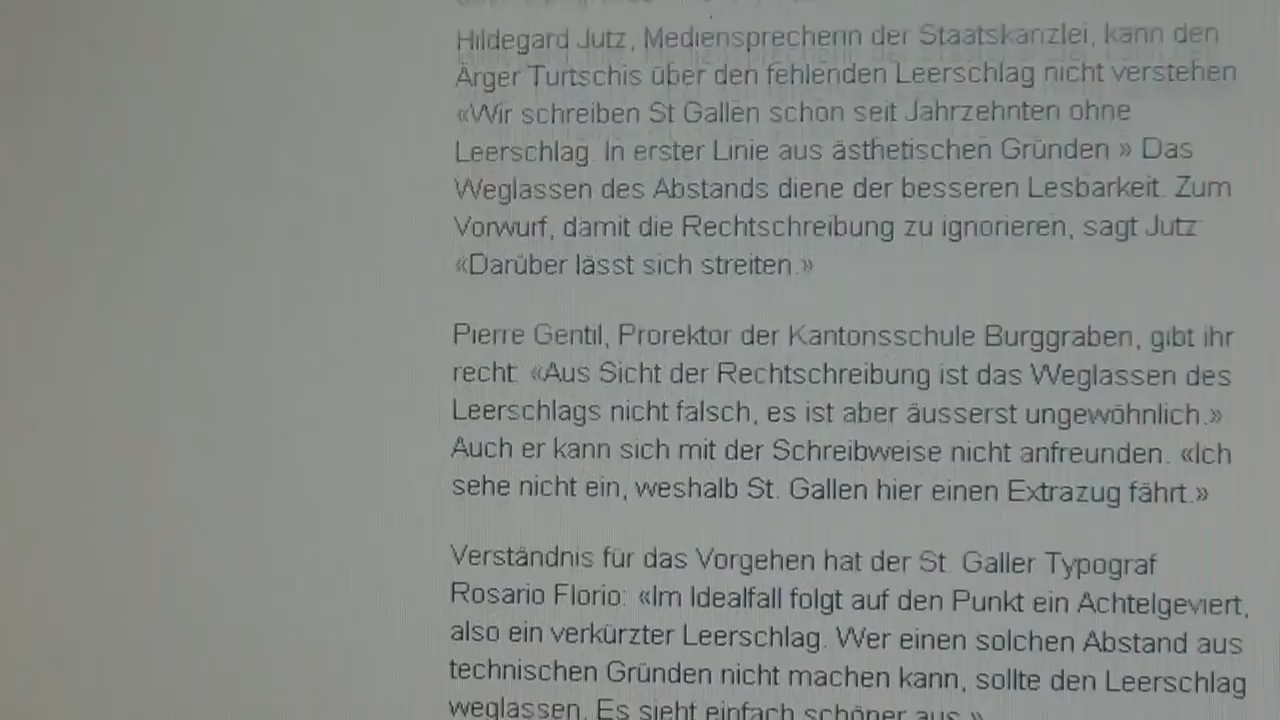 Hildegard Jutz, Mediensprecherin der Staatskanzlei, kann den
Ärger Turtschis über den fehlenden Leerschlag nicht verstehen
«Wir schreiben St Gallen schon seit Jahrzehnten ohne
Leerschlag. In erster Linie aus ästhetischen Gründen.» Das
Weglassen des Abstands diene der besseren Lesbarkeit. Zum
Vorwurf, damit die Rechtschreibung zu ignorieren, sagt Jutz
«Darüber lässt sich streiten.»
Pierre Gentil, Prorektor der Kantonsschule Burggraben, gibt ihr
recht: «Aus Sicht der Rechtschreibung ist das Weglassen des
Leerschlags nicht falsch, es ist aber äusserst ungewöhnlich.»
Auch er kann sich mit der Schreibweise nicht anfreunden. «Ich
sehe nicht ein, weshalb St. Gallen hier einen Extrazug fährt.»
Verständnis für das Vorgehen hat der St. Galler Typograf
Rosario Florio: «Im Idealfall folgt auf den Punkt ein Achtelgeviert,
also ein verkürzter Leerschlag. Wer einen solchen Abstand aus
technischen Gründen nicht machen kann, sollte den Leerschlag
weglassen. Es sieht einfach schöner aus.»